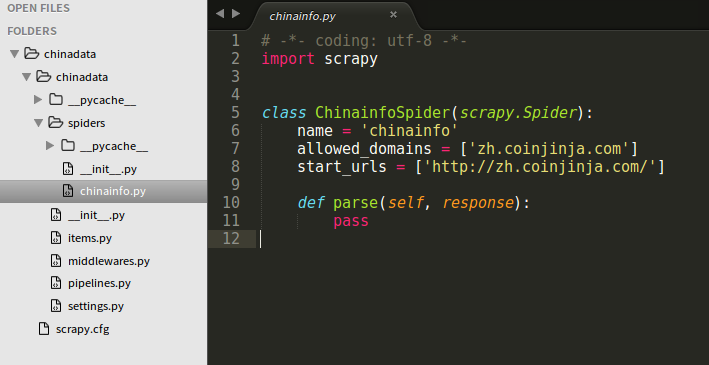 OPEN FILES
FOLDERS
chinadata
chinadata
__pycache__
spiders
__pycache__
__init__.py
chinainfo.py
__init__.py
items.py
middlewares.py
pipelines.py
settings.py
scrapy.cfg
chinainfo.py ×
1 # -*- coding: utf-8 -*-
2 import scrapy
3
4
5 class ChinainfoSpider(scrapy.Spider):
6     name = 'chinainfo'
7     allowed_domains = ['zh.coinjinja.com']
8     start_urls = ['http://zh.coinjinja.com/']
9
10     def parse(self, response):
11         pass
12